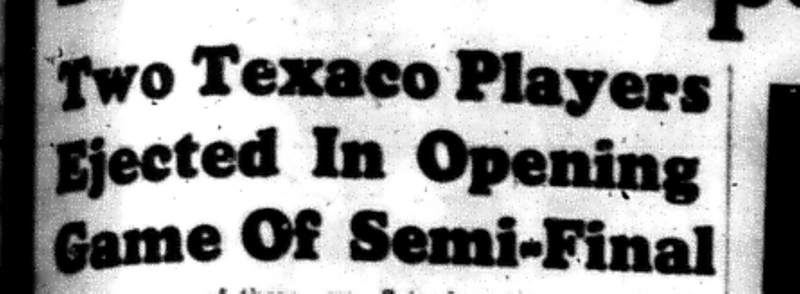 Two Texaco Players
Ejected In Opening
Game Of Semi-Final